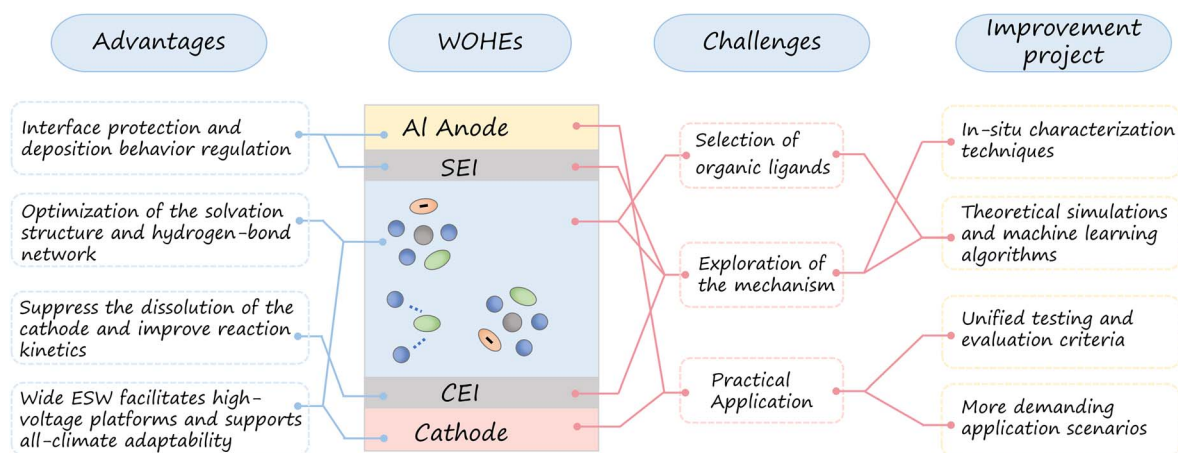 Advantages
WOHEs
Challenges
Improvement
project
Interface protection and
deposition behavior regulation
Optimization of the solvation
structure and hydrogen-bond
network
Suppress the dissolution of the
cathode and improve reaction
kinetics
Wide ESW facilitates high-
voltage platforms and supports
all-climate adaptability
Al Anode
SEI
CEI
Cathode
Selection of
organic ligands
Exploration of
the mechanism
Practical
Application
In-situ characterization
techniques
Theoretical simulations
and machine learning
algorithms
Unified testing and
evaluation criteria
More demanding
application scenarios